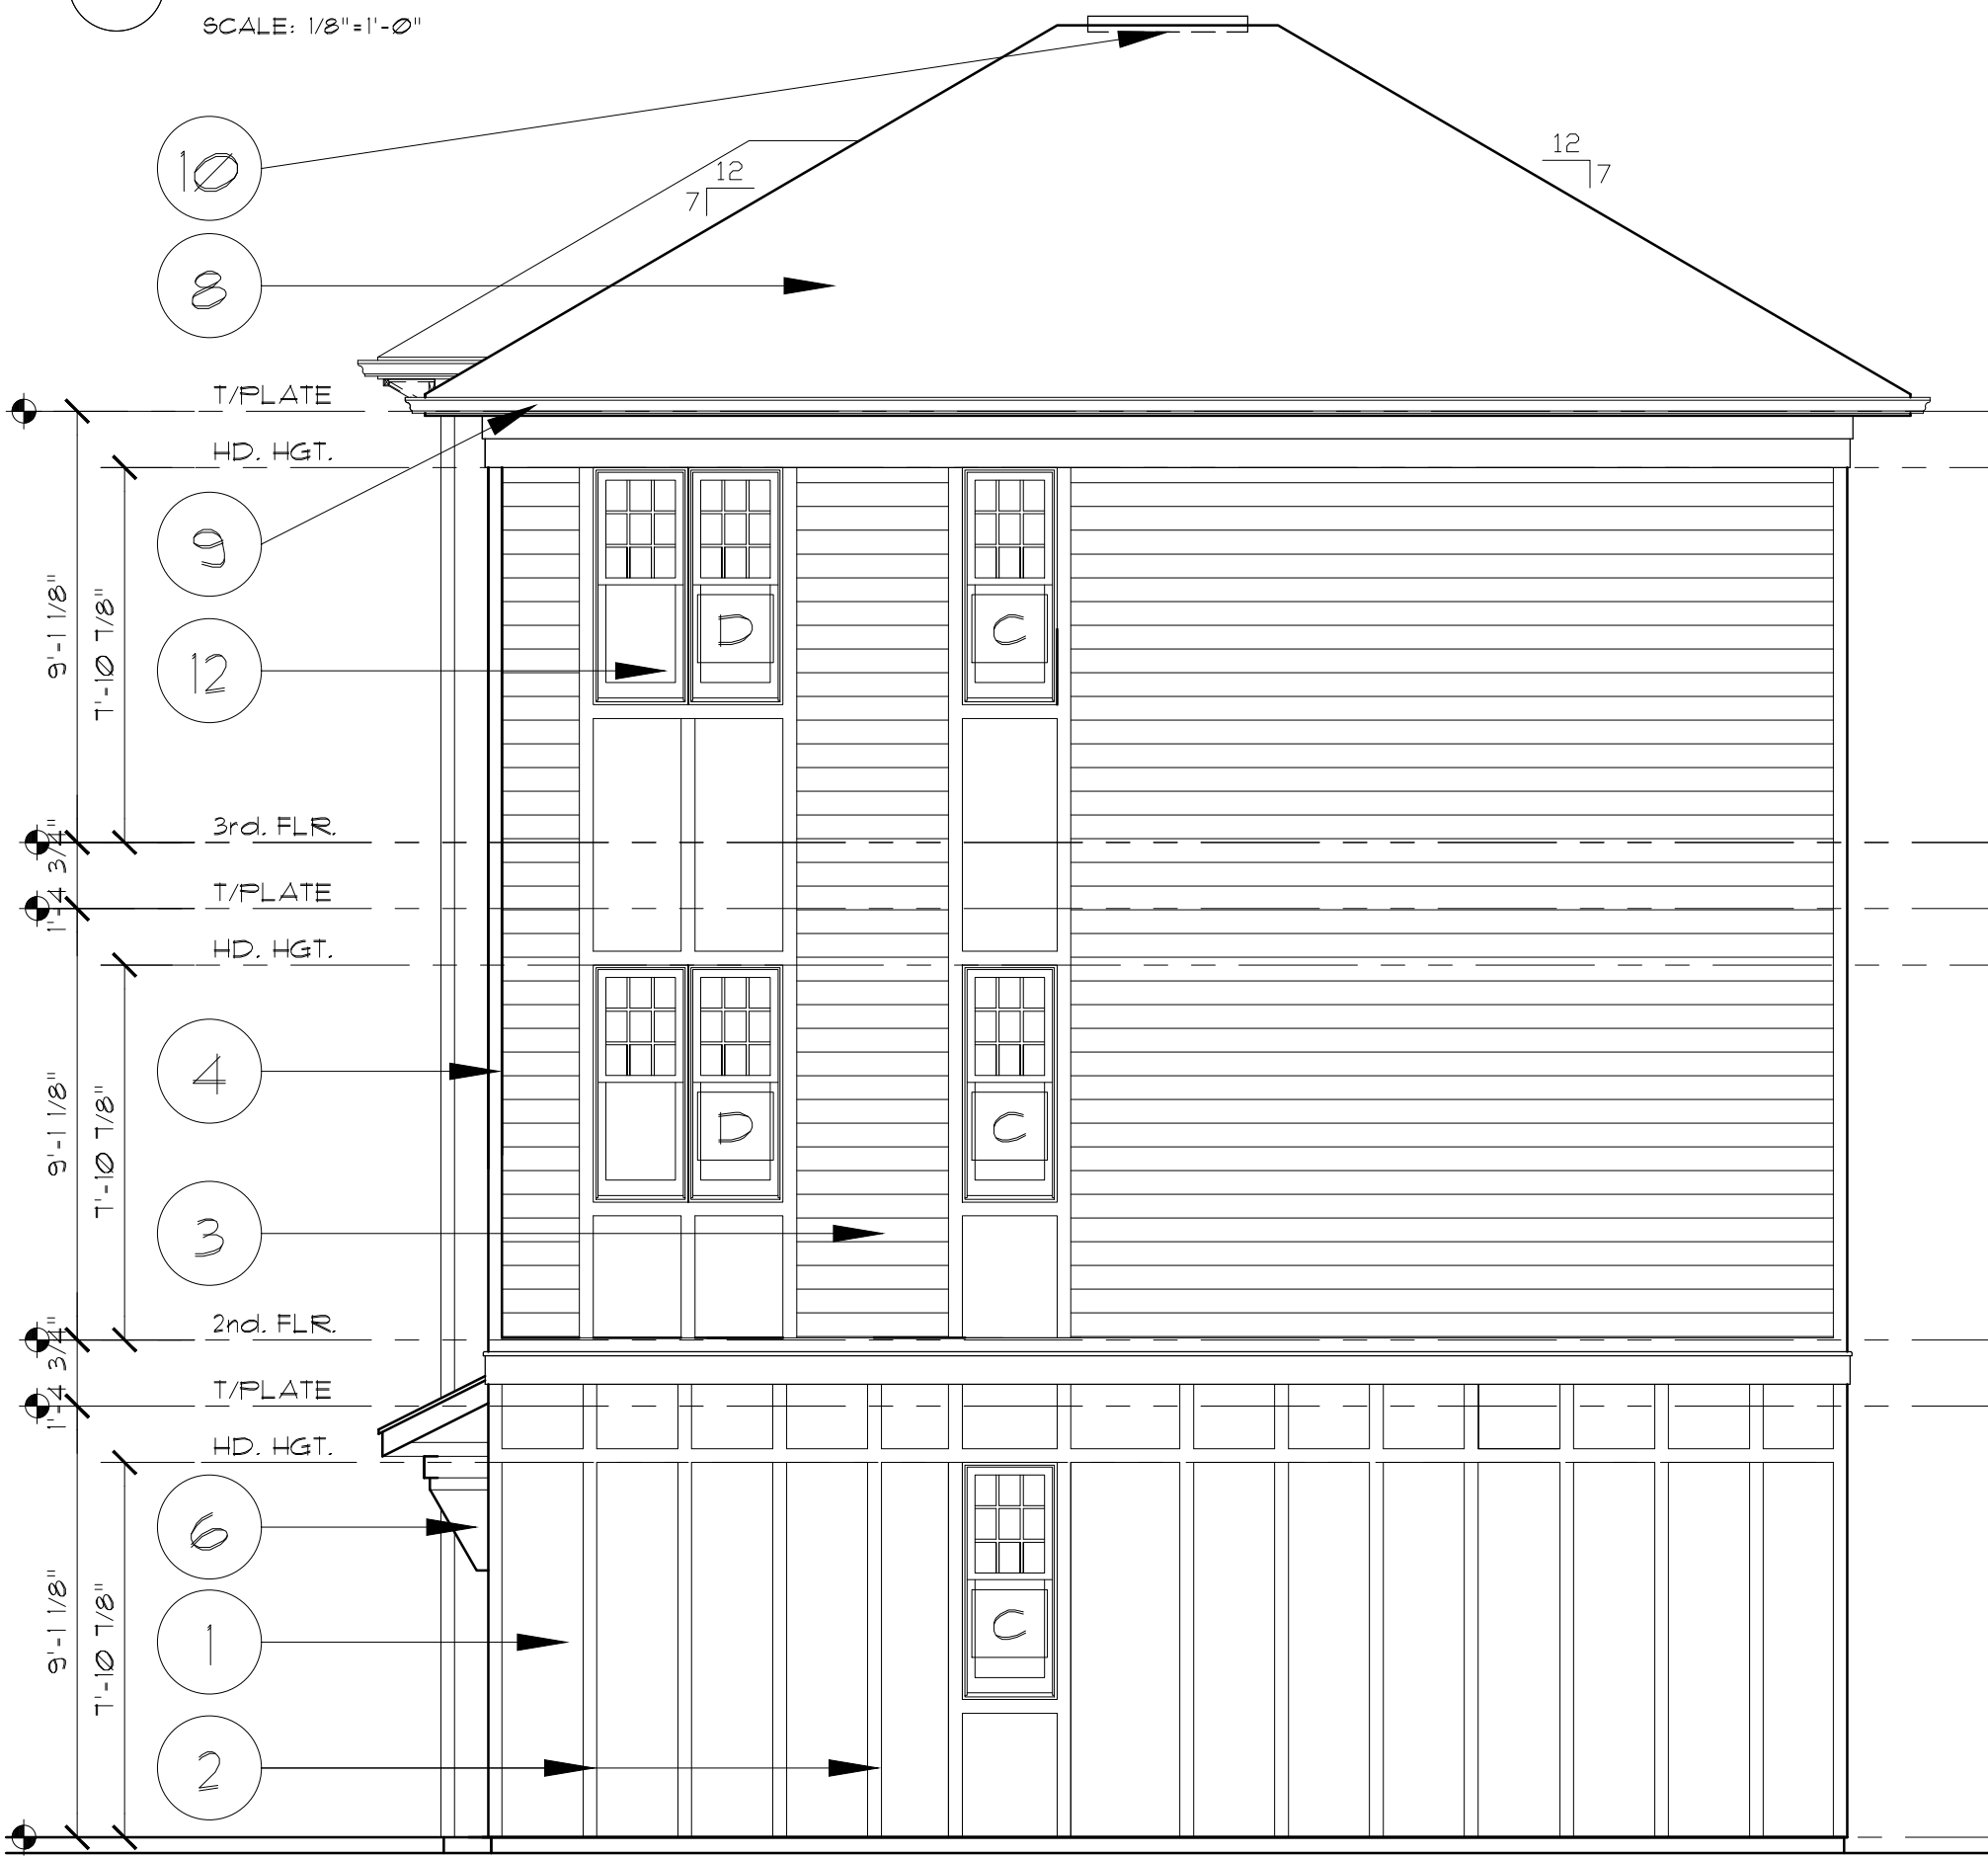 SCALE: 1/8"=1'-0"
10
12
7
12
7
8
T/PLATE
HD. HGT.
9
9'-1 1/8"
7'-10 7/8"
D
C
12
3rd. FLR.
1'-4 3/4"
T/PLATE
HD. HGT.
4
9'-1 1/8"
7'-10 7/8"
D
C
3
2nd. FLR.
1'-4 3/4"
T/PLATE
HD. HGT.
6
9'-1 1/8"
7'-10 7/8"
C
1
2